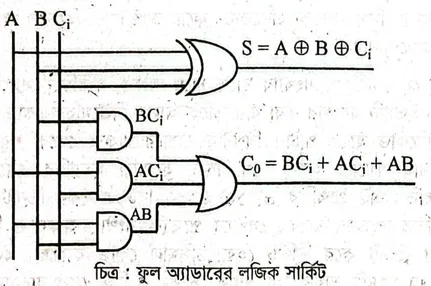 A B Cᵢ
S = A ⊕ B ⊕ Cᵢ
BCᵢ
ACᵢ
C₀ = BCᵢ + ACᵢ + AB
AB
চিত্র : ফুল অ্যাডারের লজিক সার্কিট